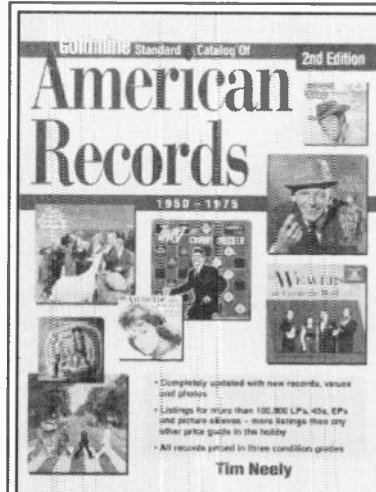 Goldmine Standard Catalog Of
2nd Edition
American
Records
1950 – 1975
WEAVERS
• Completely updated with new records, values
and photos
• Listings for more than 100,000 LPs, 45s, EPs
and picture sleeves – more listings than any
other price guide in the hobby
• All records priced in three condition grades
Tim Neely